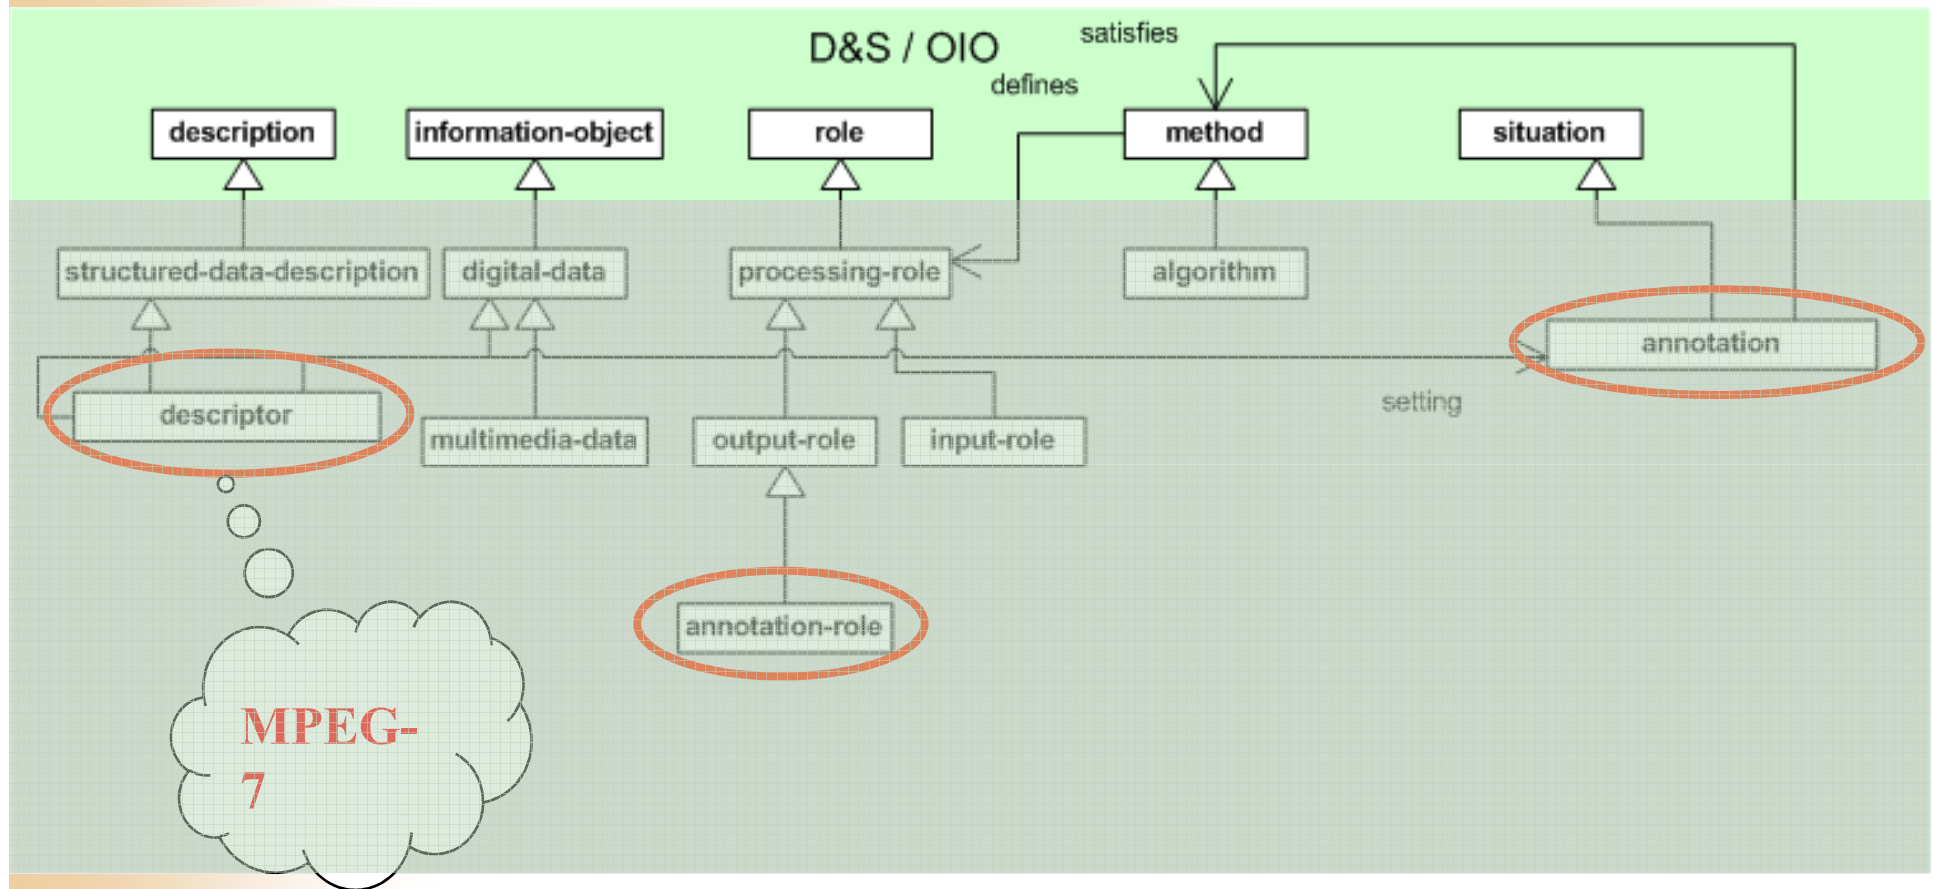 satisfies
D&S / OIO
defines
description
information-object
role
method
situation
structured-data-description
digital-data
processing-role
algorithm
annotation
setting
descriptor
multimedia-data
output-role
input-role
annotation-role
MPEG-
7